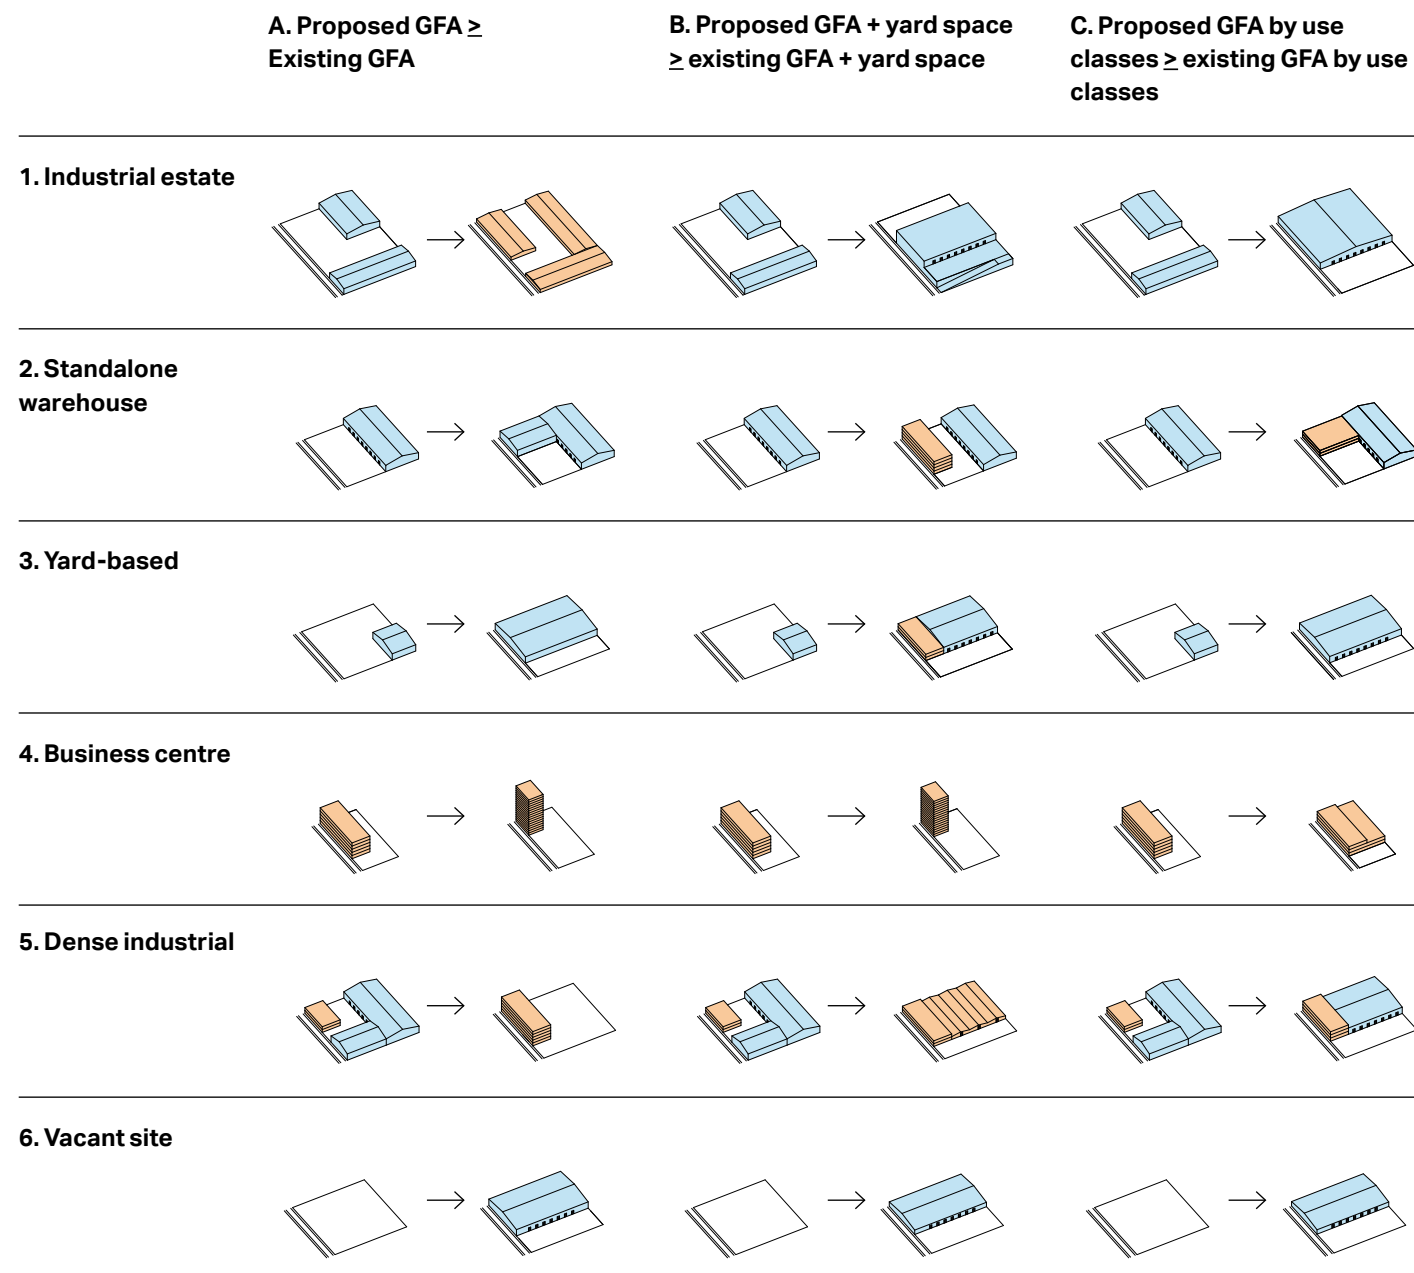 A. Proposed GFA ≥
Existing GFA
B. Proposed GFA + yard space
≥ existing GFA + yard space
C. Proposed GFA by use
classes ≥ existing GFA by use
classes
1. Industrial estate
2. Standalone
warehouse
3. Yard-based
4. Business centre
5. Dense industrial
6. Vacant site